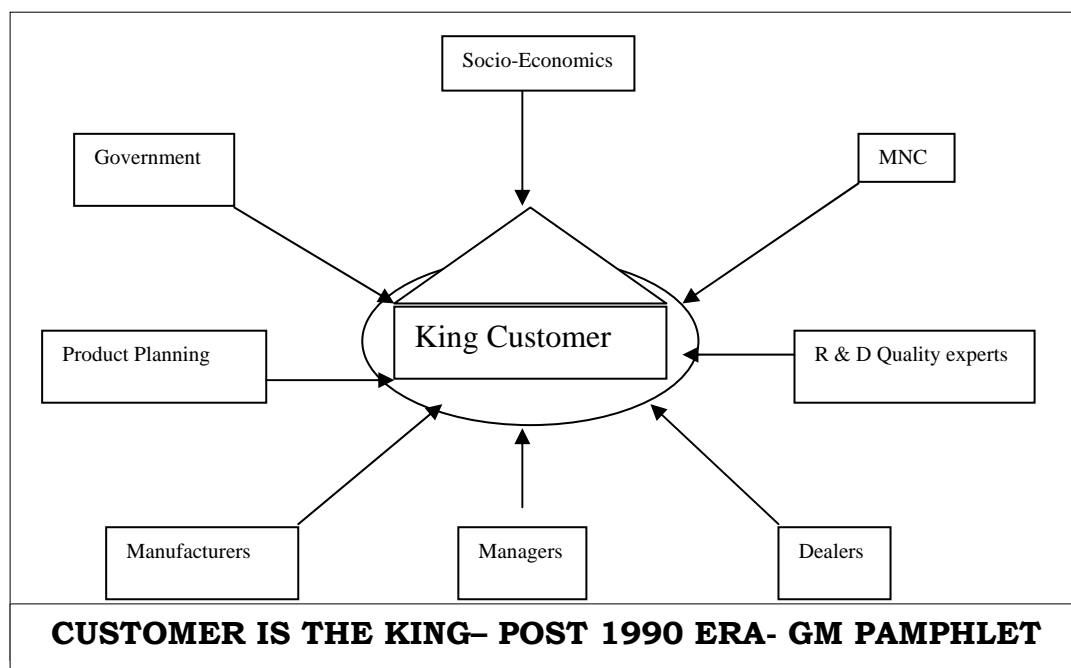 Socio-Economics
Government
MNC
King Customer
Product Planning
R & D Quality experts
Manufacturers
Managers
Dealers
CUSTOMER IS THE KING– POST 1990 ERA- GM PAMPHLET